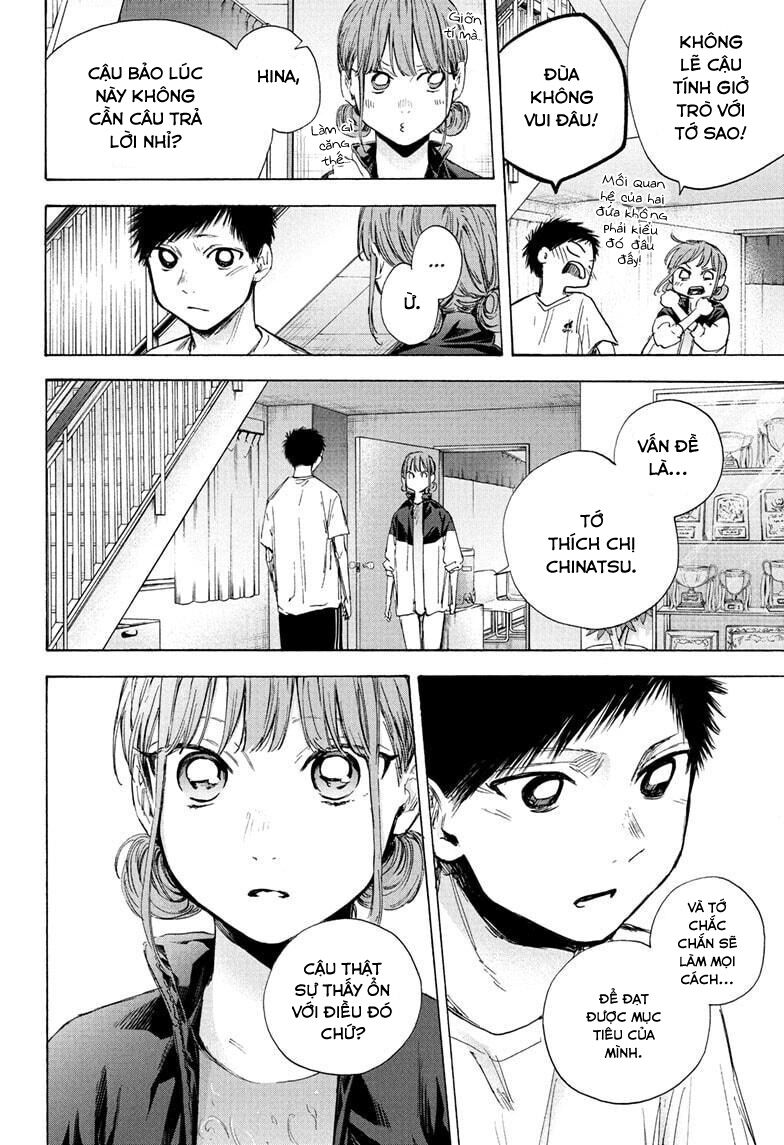 KHÔNG
LẼ CẬU
TÍNH GIỞ
TRÒ VỚI
TỚ SAO!
ĐÙA
KHÔNG
VUI ĐÂU!
Mối quan
hệ của hai
đứa không
phải kiểu
đó đâu
đấy!
Giỡn
tí mà..
Làm gì
căng
thế
HINA,
CẬU BẢO LÚC
NÀY KHÔNG
CẦN CÂU TRẢ
LỜI NHỈ?
...
Ừ.
VẤN ĐỀ
LÀ...
TỚ
THÍCH CHỊ
CHINATSU.
VÀ TỚ
CHẮC
CHẮN SẼ
LÀM MỌI
CÁCH...
ĐỂ ĐẠT
ĐƯỢC MỤC
TIÊU CỦA
MÌNH.
CẬU THẬT
SỰ THẤY ỔN
VỚI ĐIỀU ĐÓ
CHỨ?